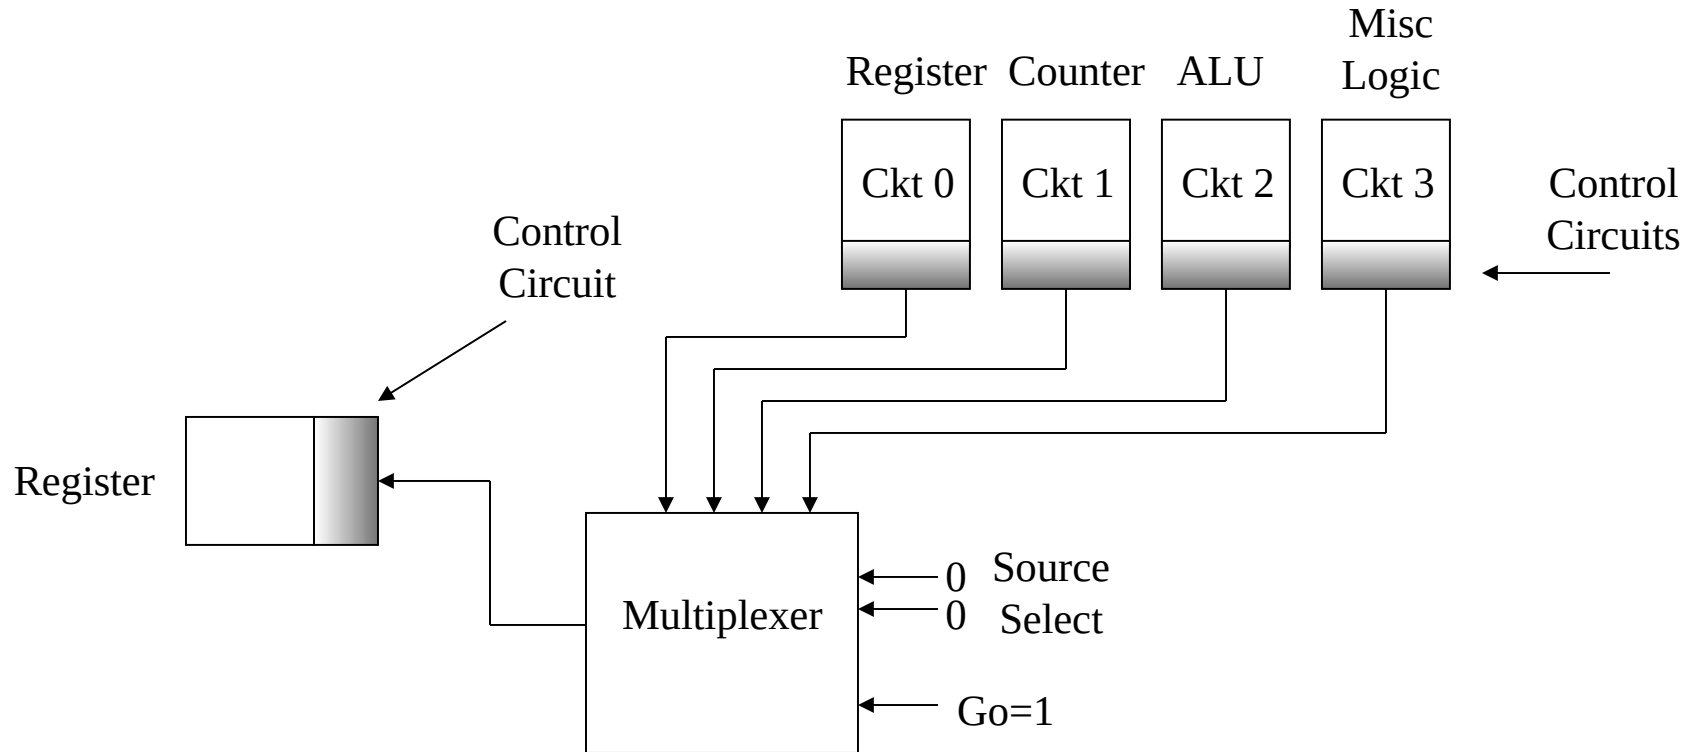 Misc
Logic
Register Counter ALU
Ckt 0 Ckt 1 Ckt 2 Ckt 3
Control
Circuits
Control
Circuit
Register
Multiplexer
0
0
Source
Select
Go=1